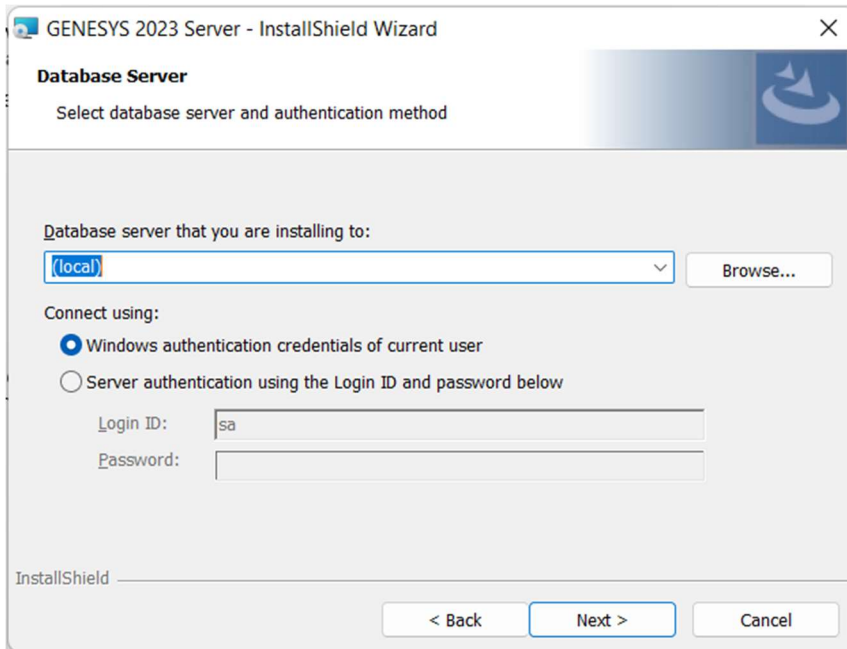 GENESYS 2023 Server - InstallShield Wizard
Database Server
Select database server and authentication method
Database server that you are installing to:
(local)
Browse...
Connect using:
Windows authentication credentials of current user
Server authentication using the Login ID and password below
Login ID:
sa
Password:
InstallShield
< Back
Next >
Cancel